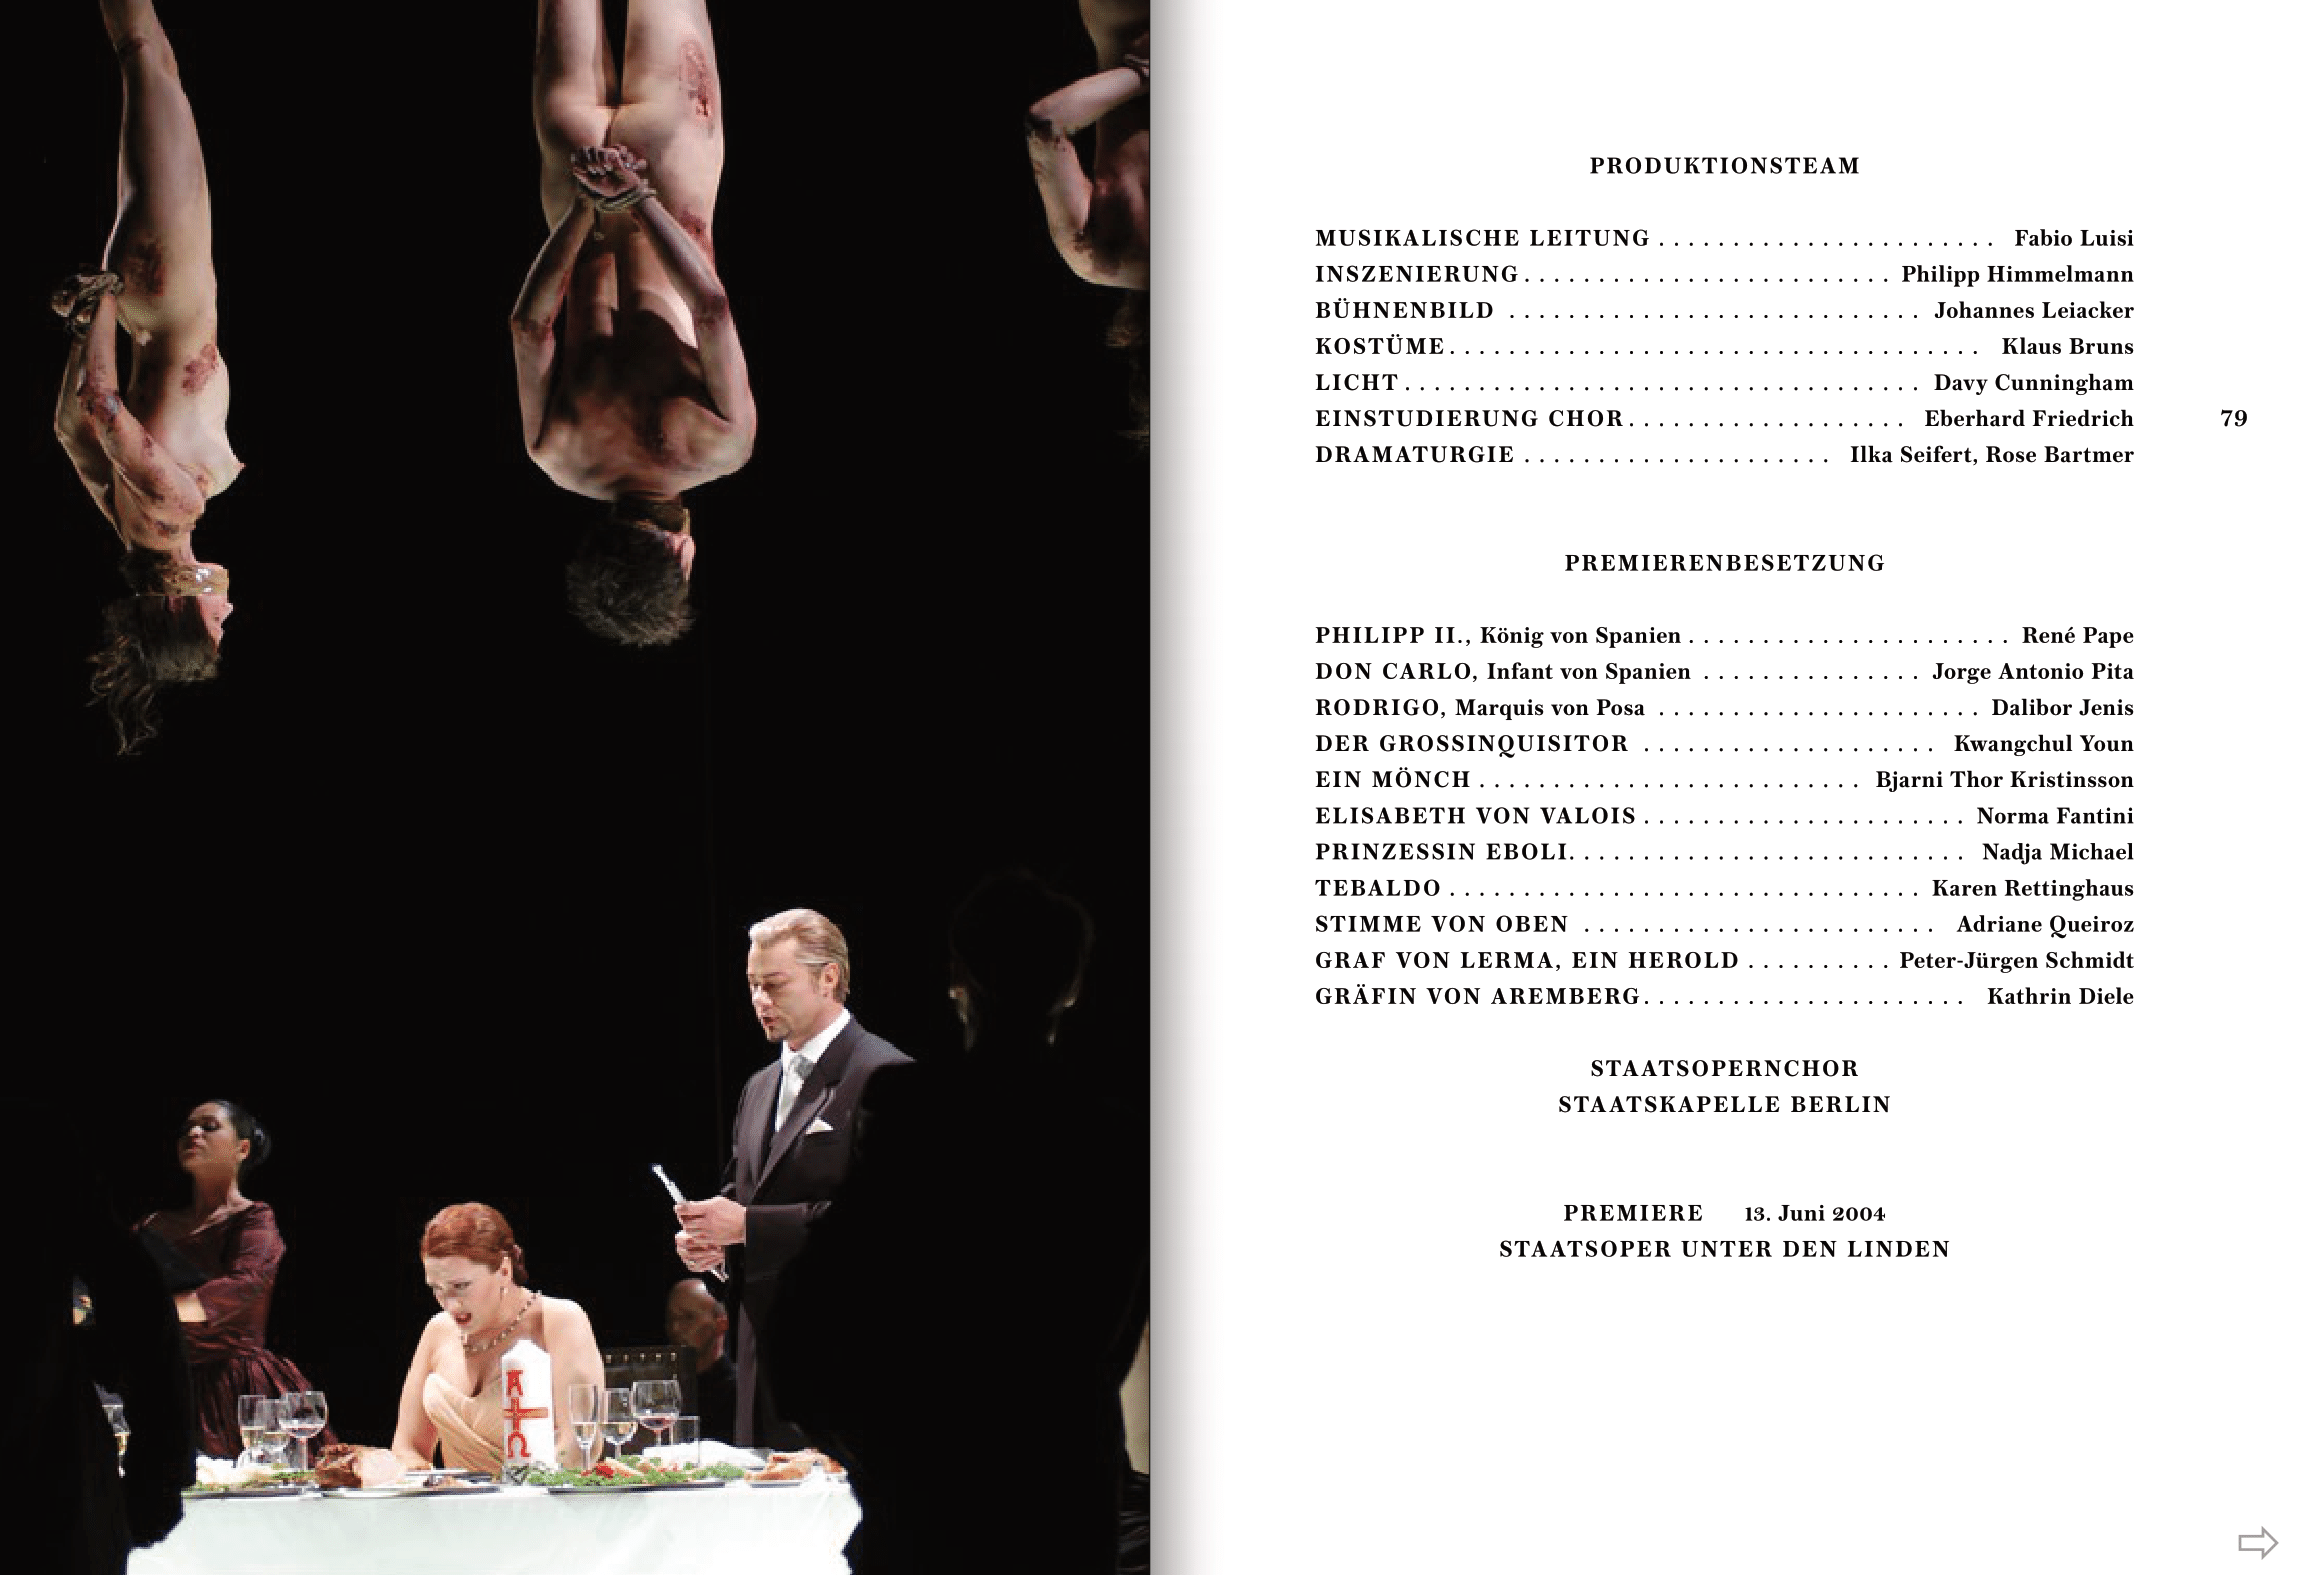 A
Ω
PRODUKTIONSTEAM
MUSIKALISCHE LEITUNG . . . . . . . . . . . . . . . . . . . . . . . Fabio Luisi
INSZENIERUNG . . . . . . . . . . . . . . . . . . . . . . . . . Philipp Himmelmann
BÜHNENBILD . . . . . . . . . . . . . . . . . . . . . . . . . . . . Johannes Leiacker
KOSTÜME . . . . . . . . . . . . . . . . . . . . . . . . . . . . . . . . . . . . Klaus Bruns
LICHT . . . . . . . . . . . . . . . . . . . . . . . . . . . . . . . . . . . Davy Cunningham
EINSTUDIERUNG CHOR . . . . . . . . . . . . . . . . . . . Eberhard Friedrich
79
DRAMATURGIE . . . . . . . . . . . . . . . . . . . . . Ilka Seifert, Rose Bartmer
PREMIERENBESETZUNG
PHILIPP II., König von Spanien . . . . . . . . . . . . . . . . . . . . . . René Pape
DON CARLO, Infant von Spanien . . . . . . . . . . . . . . . Jorge Antonio Pita
RODRIGO, Marquis von Posa . . . . . . . . . . . . . . . . . . . . . . Dalibor Jenis
DER GROSSINQUISITOR . . . . . . . . . . . . . . . . . . . . Kwangchul Youn
EIN MÖNCH . . . . . . . . . . . . . . . . . . . . . . . . . . Bjarni Thor Kristinsson
ELISABETH VON VALOIS . . . . . . . . . . . . . . . . . . . . . . Norma Fantini
PRINZESSIN EBOLI . . . . . . . . . . . . . . . . . . . . . . . . . . . Nadja Michael
TEBALDO . . . . . . . . . . . . . . . . . . . . . . . . . . . . . . . . Karen Rettinghaus
STIMME VON OBEN . . . . . . . . . . . . . . . . . . . . . . . . Adriane Queiroz
GRAF VON LERMA, EIN HEROLD . . . . . . . . . . Peter-Jürgen Schmidt
GRÄFIN VON AREMBERG . . . . . . . . . . . . . . . . . . . . . . Kathrin Diele
STAATSOPERNCHOR
STAATSKAPELLE BERLIN
PREMIERE 13. Juni 2004
STAATSOPER UNTER DEN LINDEN